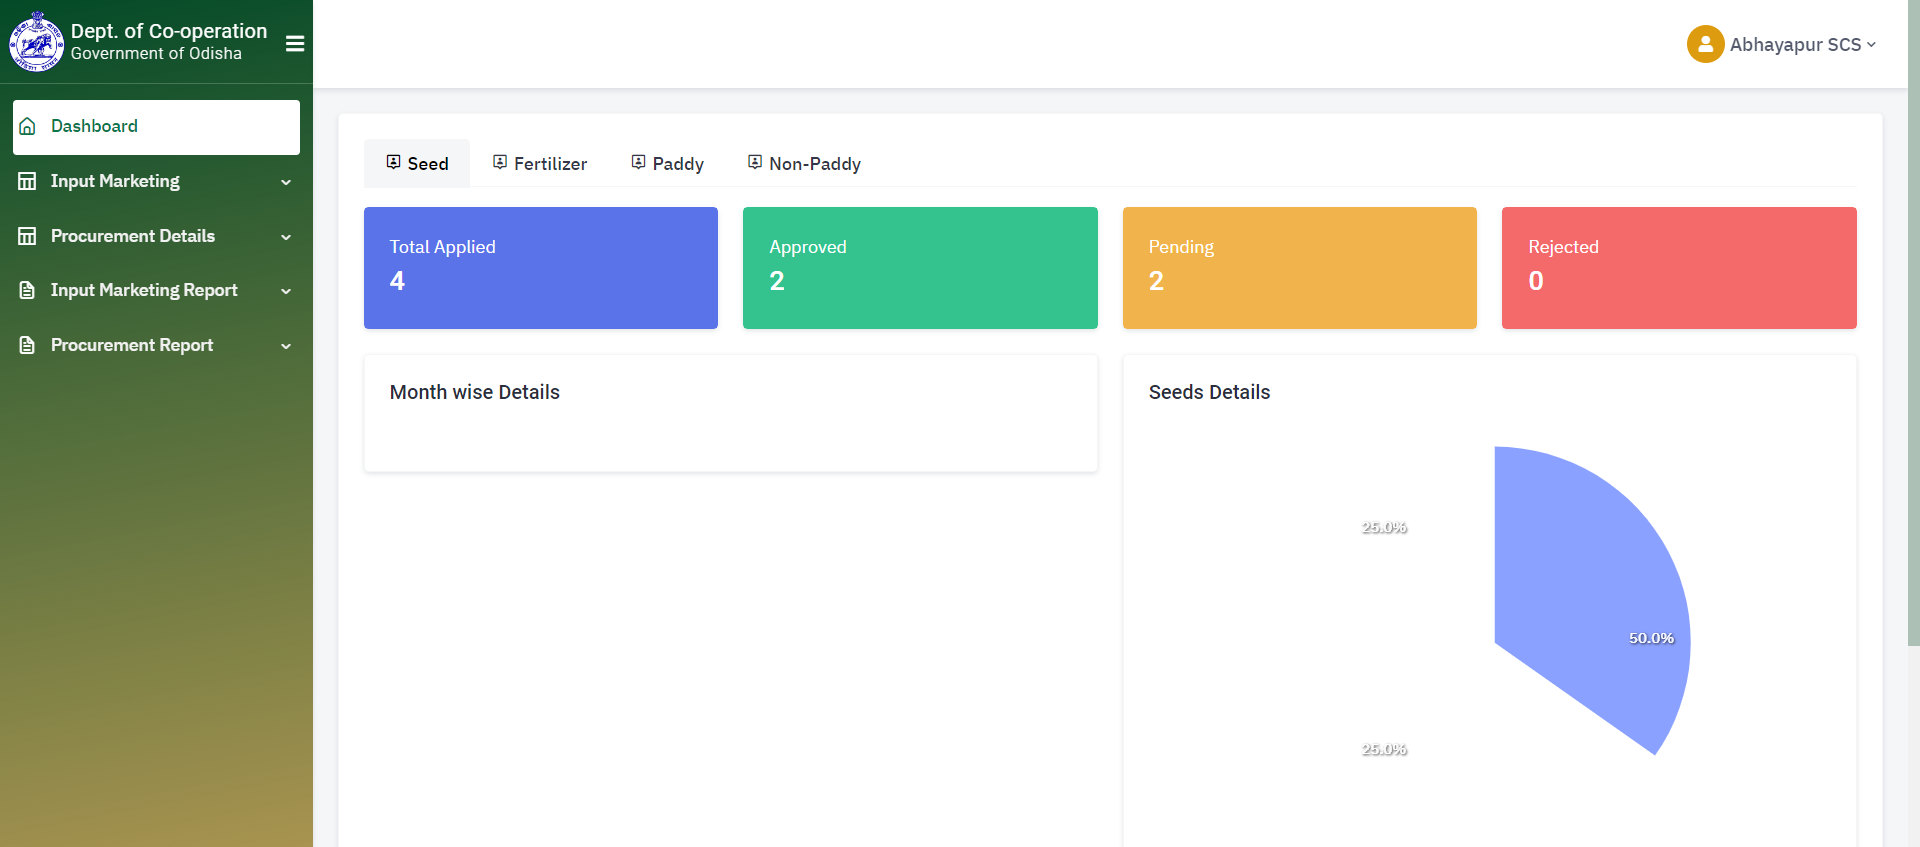 Dept. of Co-operation
Government of Odisha
Abhayapur SCS
Dashboard
Input Marketing
Procurement Details
Input Marketing Report
Procurement Report
Seed
Fertilizer
Paddy
Non-Paddy
Total Applied
4
Approved
2
Pending
2
Rejected
0
Month wise Details
Seeds Details
25.0%
50.0%
25.0%